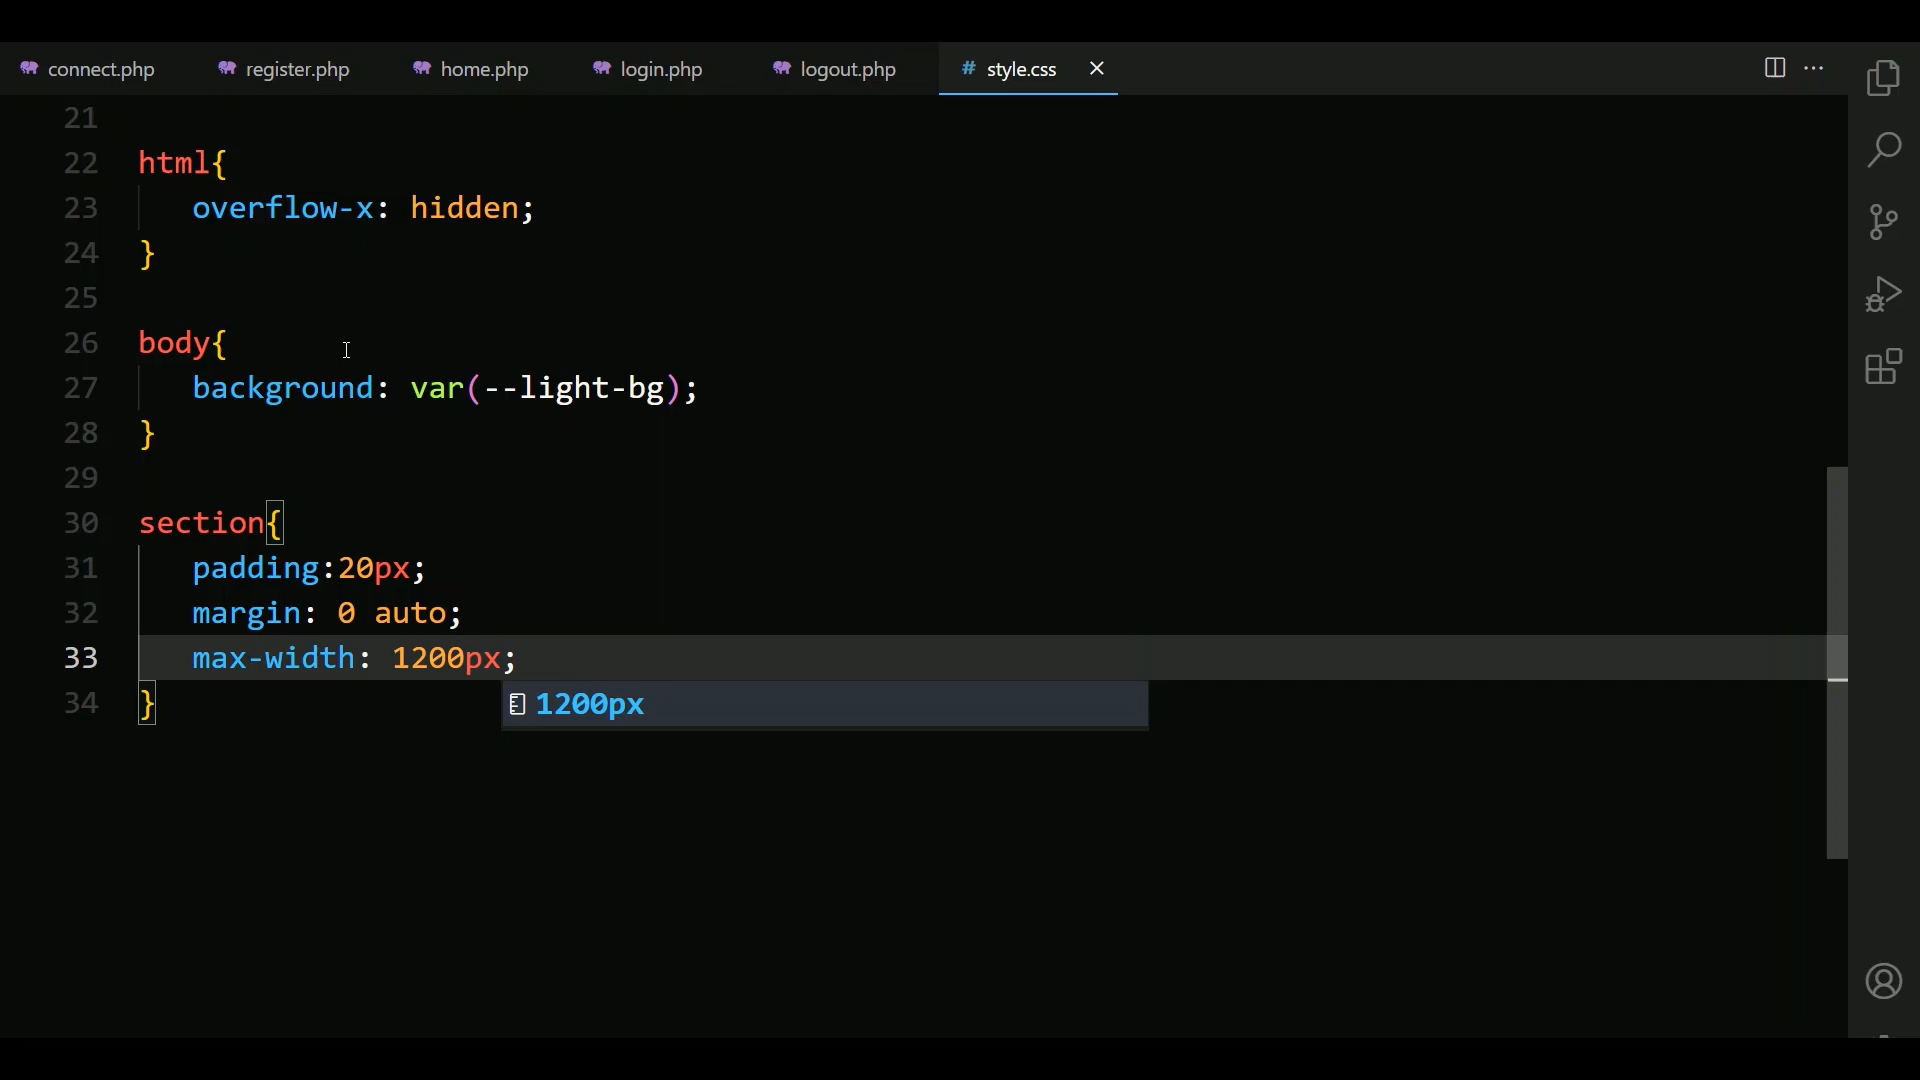 connect.php register.php home.php login.php logout.php # style.css
21
22 html{
23 overflow-x: hidden;
24 }
25
26 body{
27 background: var(--light-bg);
28 }
29
30 section{
31 padding:20px;
32 margin: 0 auto;
33 max-width: 1200px;
34 }
1200px